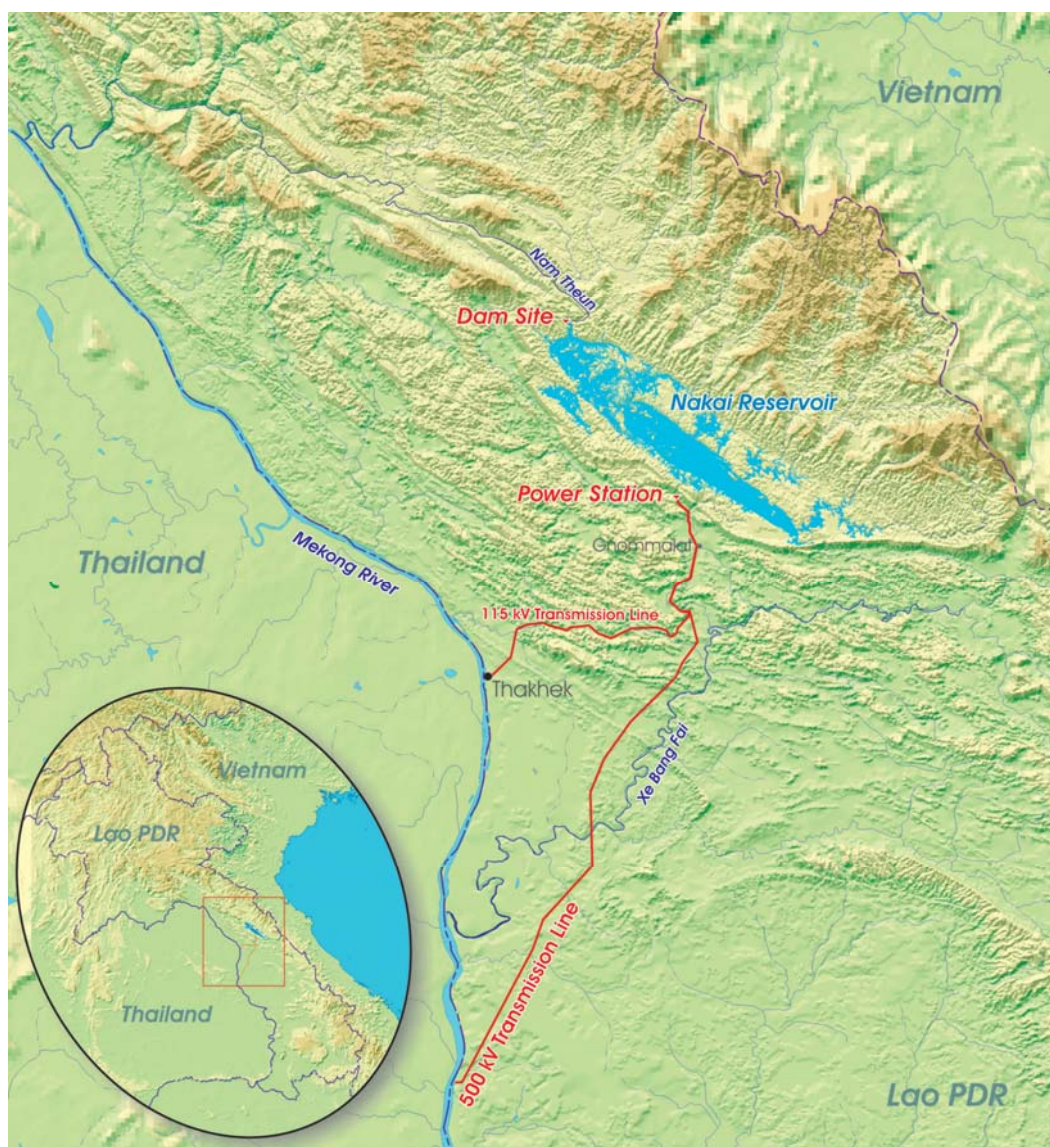 Vietnam
Nam Theun
Dam Site
Nakai Reservoir
Power Station
Gnommalat
Thailand
Mekong River
115 kV Transmission Line
Thakhek
Xe Bang Fai
500 kV Transmission Line
Lao PDR
Vietnam
Lao PDR
Thailand